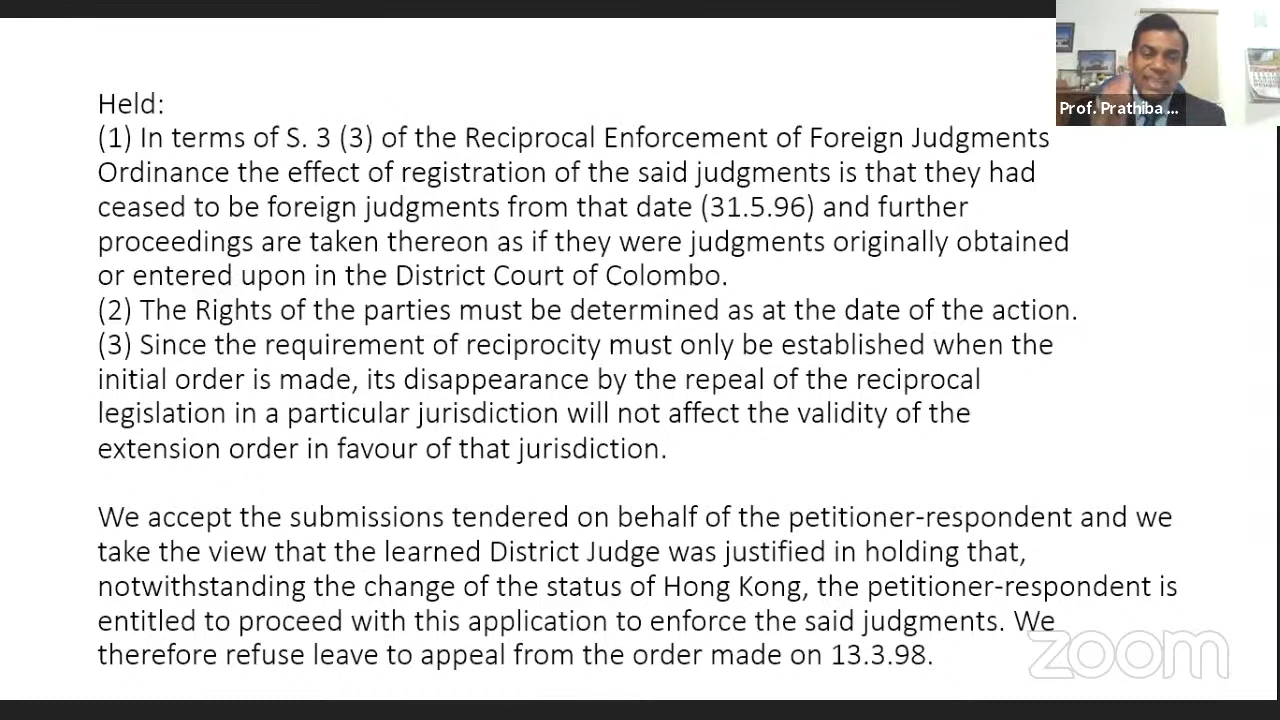 Held:
(1) In terms of S. 3 (3) of the Reciprocal Enforcement of Foreign Judgments
Ordinance the effect of registration of the said judgments is that they had
ceased to be foreign judgments from that date (31.5.96) and further
proceedings are taken thereon as if they were judgments originally obtained
or entered upon in the District Court of Colombo.
(2) The Rights of the parties must be determined as at the date of the action.
(3) Since the requirement of reciprocity must only be established when the
initial order is made, its disappearance by the repeal of the reciprocal
legislation in a particular jurisdiction will not affect the validity of the
extension order in favour of that jurisdiction.
We accept the submissions tendered on behalf of the petitioner-respondent and we
take the view that the learned District Judge was justified in holding that,
notwithstanding the change of the status of Hong Kong, the petitioner-respondent is
entitled to proceed with this application to enforce the said judgments. We
therefore refuse leave to appeal from the order made on 13.3.98.
Prof. Prathiba ...
zoom